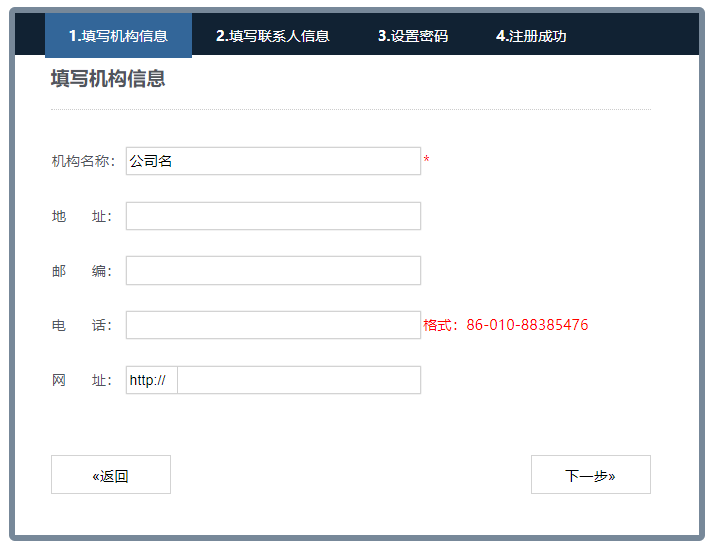 1.填写机构信息 2.填写联系人信息 3.设置密码 4.注册成功
填写机构信息
机构名称： 公司名 *
地 址：
邮 编：
电 话： 格式：86-010-88385476
网 址： http://
«返回 下一步»